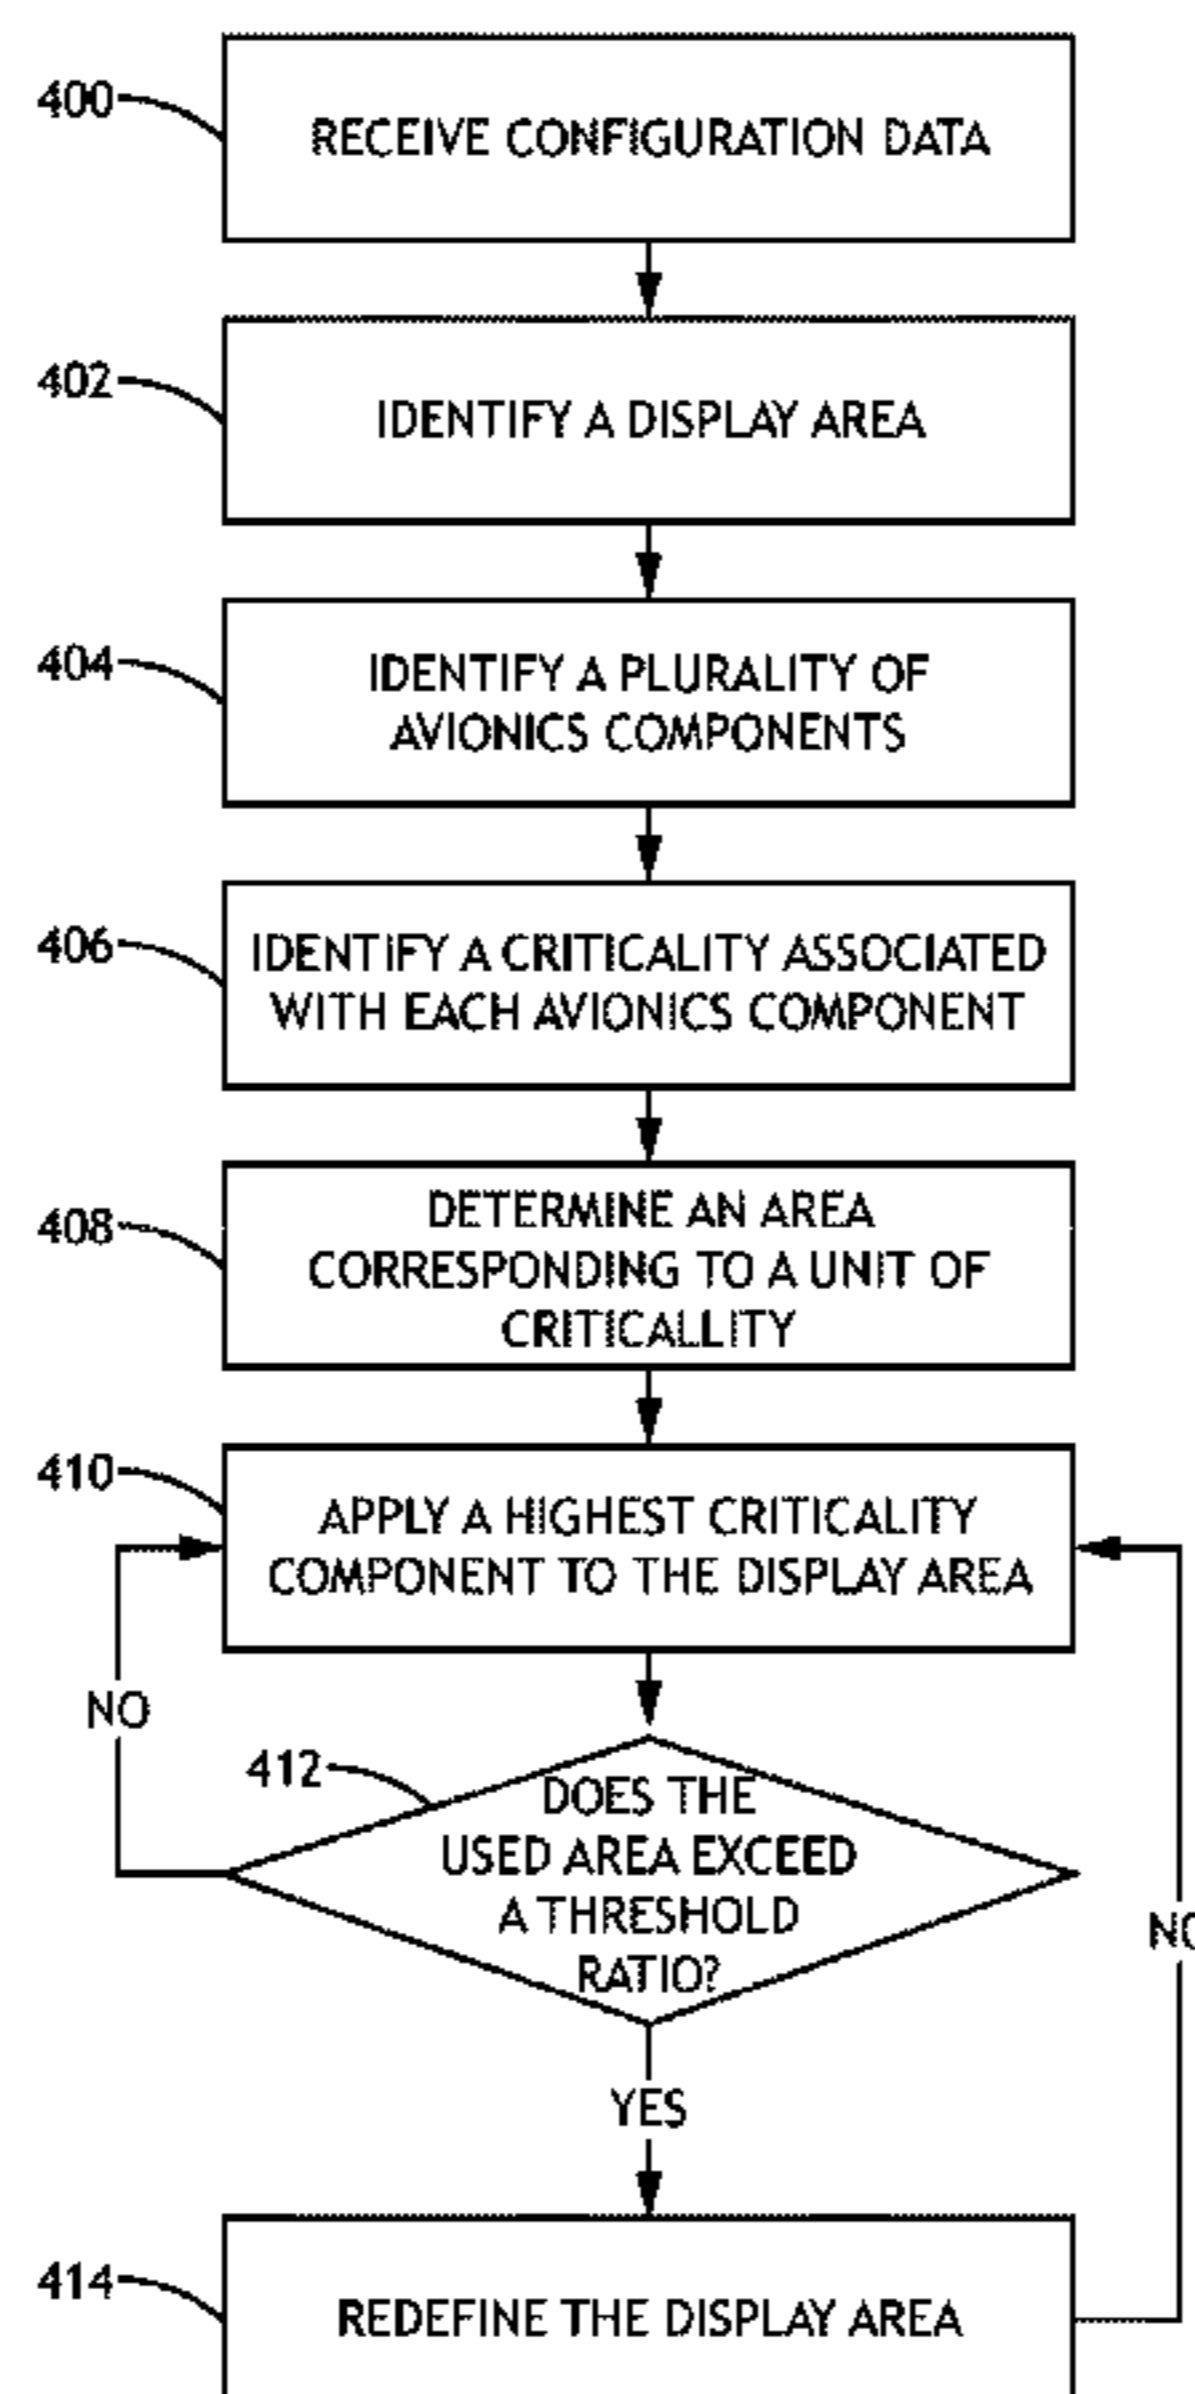 400
RECEIVE CONFIGURATION DATA
402
IDENTIFY A DISPLAY AREA
404
IDENTIFY A PLURALITY OF
AVIONICS COMPONENTS
406
IDENTIFY A CRITICALITY ASSOCIATED
WITH EACH AVIONICS COMPONENT
408
DETERMINE AN AREA
CORRESPONDING TO A UNIT OF
CRITICALLITY
410
APPLY A HIGHEST CRITICALITY
COMPONENT TO THE DISPLAY AREA
NO
412
DOES THE
USED AREA EXCEED
A THRESHOLD
RATIO?
NO
YES
414
REDEFINE THE DISPLAY AREA